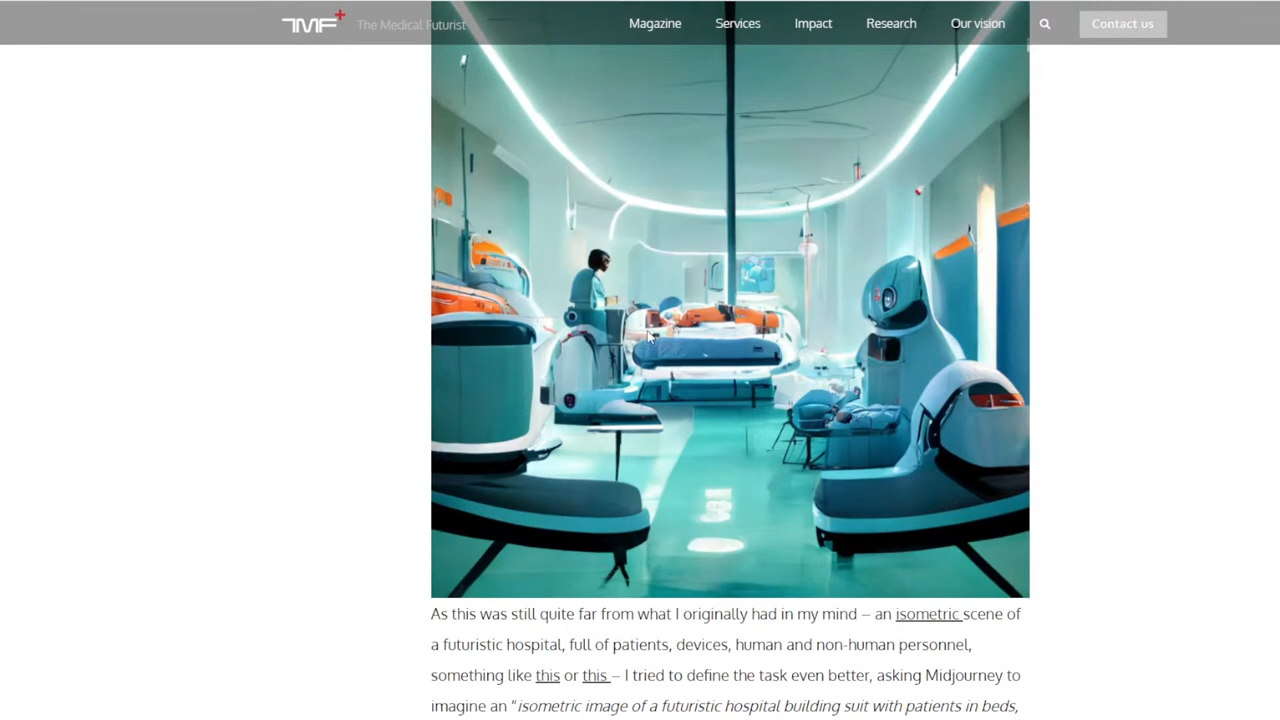 TMF The Medical Futurist Magazine Services Impact Research Our vision Contact us
As this was still quite far from what I originally had in my mind – an isometric scene of
a futuristic hospital, full of patients, devices, human and non-human personnel,
something like this or this – I tried to define the task even better, asking Midjourney to
imagine an “isometric image of a futuristic hospital building suit with patients in beds,